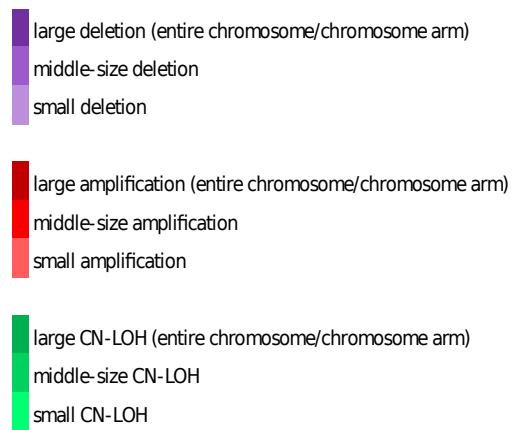 large deletion (entire chromosome/chromosome arm)
middle-size deletion
small deletion
large amplification (entire chromosome/chromosome arm)
middle-size amplification
small amplification
large CN-LOH (entire chromosome/chromosome arm)
middle-size CN-LOH
small CN-LOH